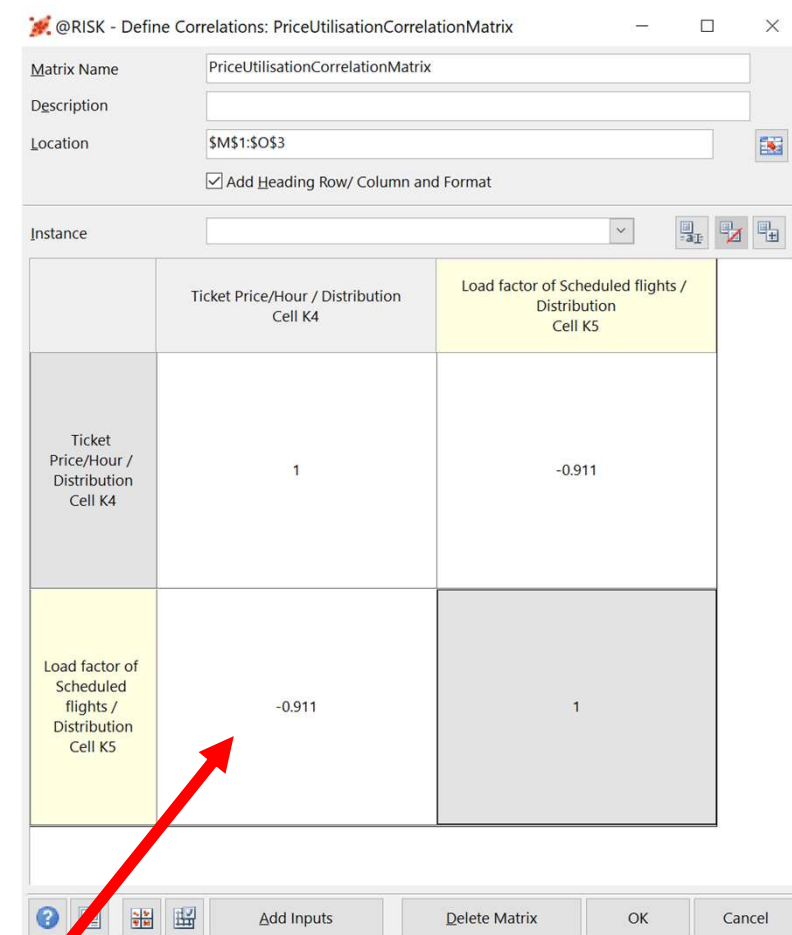 @RISK - Define Correlations: PriceUtilisationCorrelationMatrix
Matrix Name
PriceUtilisationCorrelationMatrix
Description
Location
$M$1:$O$3
Add Heading Row/ Column and Format
Instance
Ticket Price/Hour / Distribution
Cell K4
Load factor of Scheduled flights /
Distribution
Cell K5
Ticket
Price/Hour /
Distribution
Cell K4
1
-0.911
Load factor of
Scheduled
flights /
Distribution
Cell K5
-0.911
1
Add Inputs
Delete Matrix
OK
Cancel